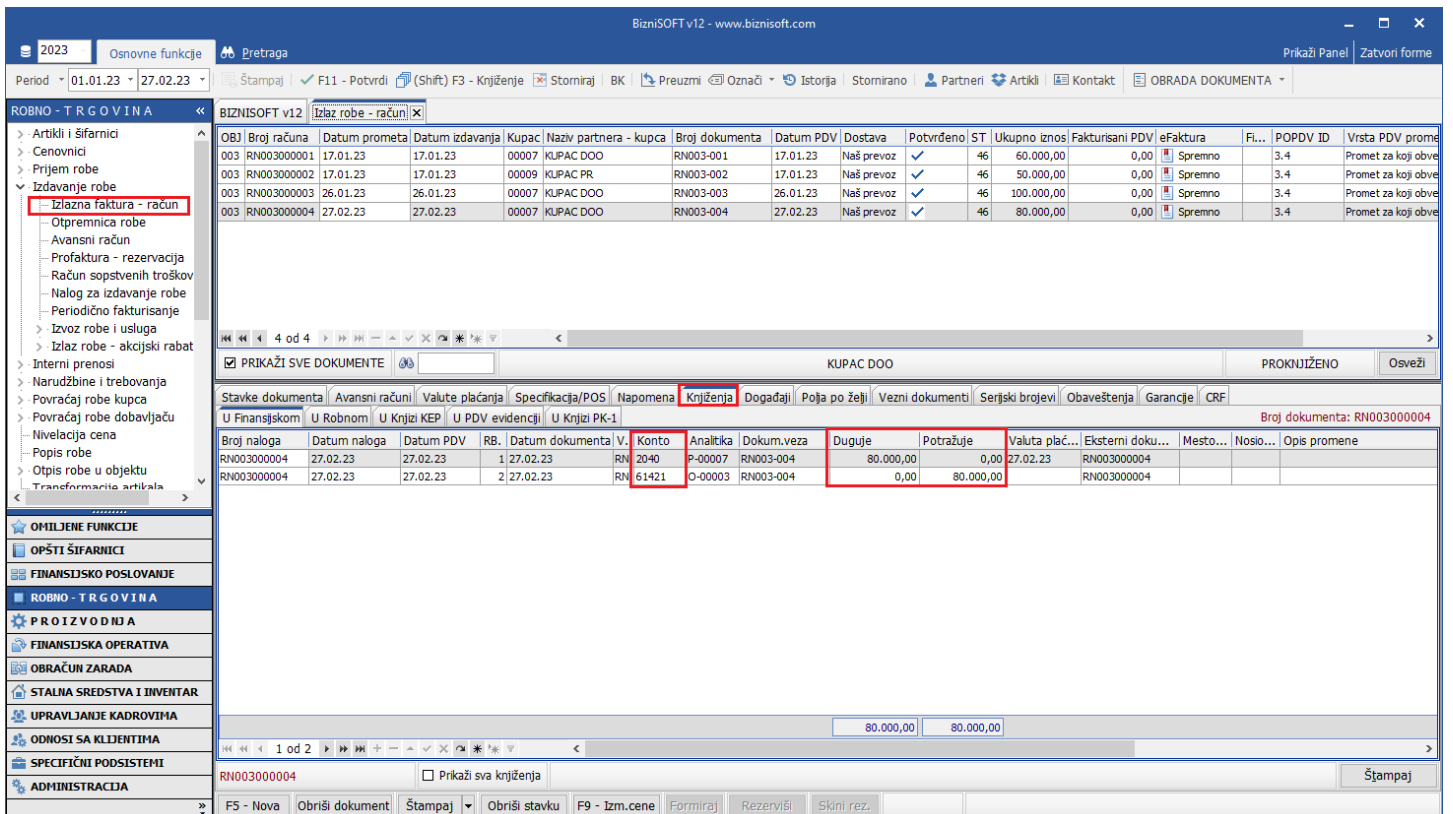 BizniSOFT v12 - www.biznisoft.com
2023 Osnovne funkcije Pretraga Prikaži Panel Zatvori forme
Period 01.01.23 27.02.23 Štampaj F11 - Potvrdi (Shift) F3 - Knjiženje Storniraj BK Preuzmi Označi Istorija Stornirano Partneri Artikli Kontakt OBRADA DOKUMENTA
ROBNO - T R G O V I N A «
Artikli i šifarnici
Cenovnici
Prijem robe
Izdavanje robe
Izlazna faktura - račun
Otpremnica robe
Avansni račun
Profaktura - rezervacija
Račun sopstvenih troškov
Nalog za izdavanje robe
Periodično fakturisanje
Izvoz robe i usluga
Izlaz robe - akcijski rabat
Interni prenosi
Narudžbine i trebovanja
Povraćaj robe kupca
Povraćaj robe dobavljaču
Nivelacija cena
Popis robe
Otpis robe u objektu
Transformacije artikala
OMILJENE FUNKCIJE
OPŠTI ŠIFARNICI
FINANSIJSKO POSLOVANJE
ROBNO - T R G O V I N A
P R O I Z V O D NJ A
FINANSIJSKA OPERATIVA
OBRAČUN ZARADA
STALNA SREDSTVA I INVENTAR
UPRAVLJANJE KADROVIMA
ODNOSI SA KLIJENTIMA
SPECIFIČNI PODSISTEMI
ADMINISTRACIJA
»
BIZNISOFT v12 Izlaz robe - račun
OBJ Broj računa Datum prometa Datum izdavanja Kupac Naziv partnera - kupca Broj dokumenta Datum PDV Dostava Potvrđeno ST Ukupno iznos Fakturisani PDV eFaktura Fi... POPDV ID Vrsta PDV prome
003 RN003000001 17.01.23 17.01.23 00007 KUPAC DOO RN003-001 17.01.23 Naš prevoz 46 60.000,00 0,00 Spremno 3.4 Promet za koji obve
003 RN003000002 17.01.23 17.01.23 00009 KUPAC PR RN003-002 17.01.23 Naš prevoz 46 50.000,00 0,00 Spremno 3.4 Promet za koji obve
003 RN003000003 26.01.23 26.01.23 00007 KUPAC DOO RN003-003 26.01.23 Naš prevoz 46 100.000,00 0,00 Spremno 3.4 Promet za koji obve
003 RN003000004 27.02.23 27.02.23 00007 KUPAC DOO RN003-004 27.02.23 Naš prevoz 46 80.000,00 0,00 Spremno 3.4 Promet za koji obve
4 od 4
PRIKAŽI SVE DOKUMENTE KUPAC DOO PROKNJIŽENO Osveži
Stavke dokumenta Avansni računi Valute plaćanja Specifikacija/POS Napomena Knjiženja Događaji Polja po želji Vezni dokumenti Serijski brojevi Obaveštenja Garancije CRF
U Finansijskom U Robnom U Knjizi KEP U PDV evidenciji U Knjizi PK-1 Broj dokumenta: RN003000004
Broj naloga Datum naloga Datum PDV RB. Datum dokumenta V. Konto Analitika Dokum.veza Duguje Potražuje Valuta plać... Eksterni doku... Mesto... Nosio... Opis promene
RN003000004 27.02.23 27.02.23 1 27.02.23 RN 2040 P-00007 RN003-004 80.000,00 0,00 27.02.23 RN003000004
RN003000004 27.02.23 27.02.23 2 27.02.23 RN 61421 O-00003 RN003-004 0,00 80.000,00 RN003000004
80.000,00 80.000,00
1 od 2
RN003000004 Prikaži sva knjiženja Štampaj
F5 - Nova Obriši dokument Štampaj Obriši stavku F9 - Izm.cene Formiraj Rezerviši Skini rez.